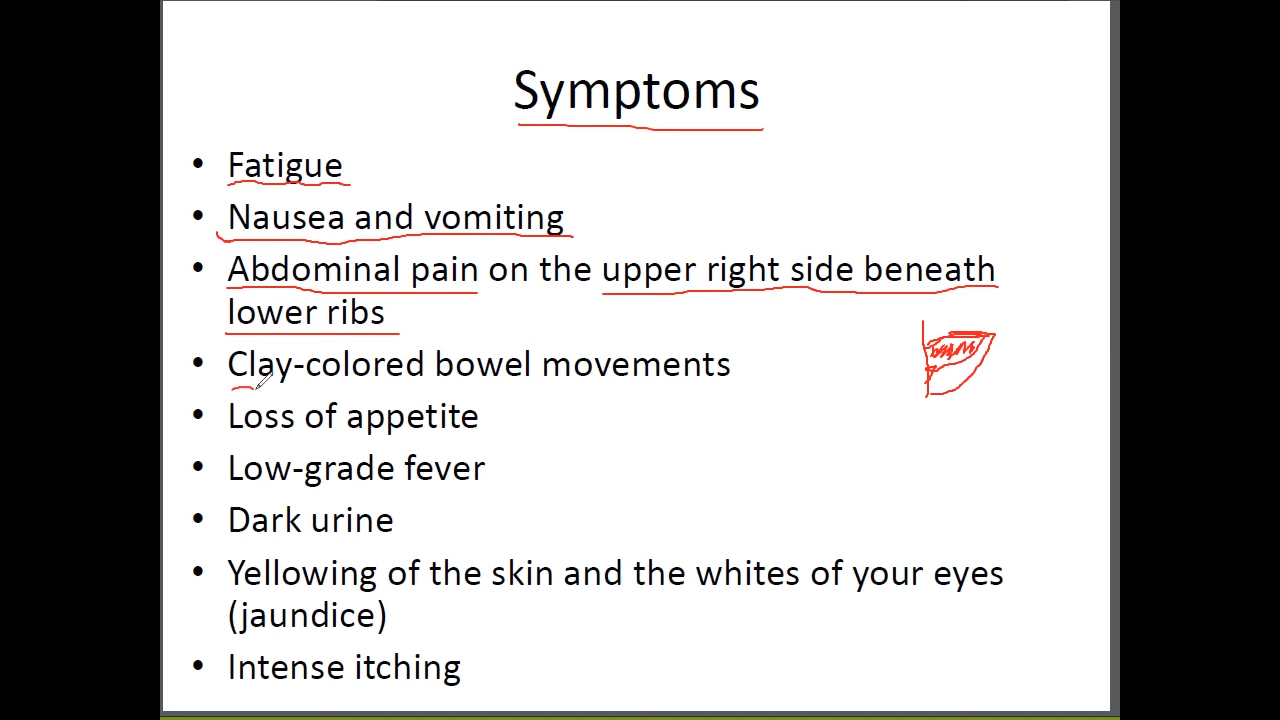 Symptoms
• Fatigue
• Nausea and vomiting
• Abdominal pain on the upper right side beneath
lower ribs
• Clay-colored bowel movements
• Loss of appetite
• Low-grade fever
• Dark urine
• Yellowing of the skin and the whites of your eyes
(jaundice)
• Intense itching